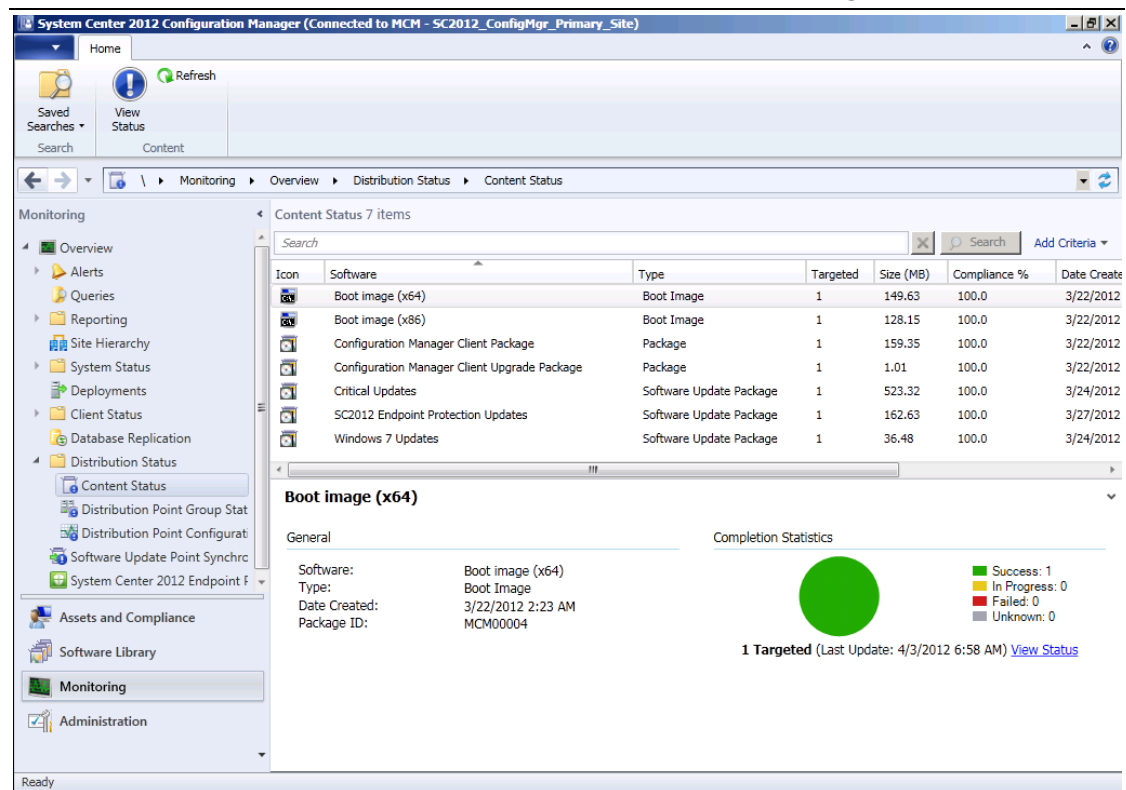 System Center 2012 Configuration Manager (Connected to MCM - SC2012_ConfigMgr_Primary_Site)
Home
Saved Searches
View Status
Refresh
Search
Content
\ Monitoring Overview Distribution Status Content Status
Monitoring
Overview
Alerts
Queries
Reporting
Site Hierarchy
System Status
Deployments
Client Status
Database Replication
Distribution Status
Content Status
Distribution Point Group Stat
Distribution Point Configurati
Software Update Point Synchrc
System Center 2012 Endpoint F
Assets and Compliance
Software Library
Monitoring
Administration
Content Status 7 items
Search Search Add Criteria
Icon Software Type Targeted Size (MB) Compliance % Date Create
Boot image (x64) Boot Image 1 149.63 100.0 3/22/2012
Boot image (x86) Boot Image 1 128.15 100.0 3/22/2012
Configuration Manager Client Package Package 1 159.35 100.0 3/22/2012
Configuration Manager Client Upgrade Package Package 1 1.01 100.0 3/22/2012
Critical Updates Software Update Package 1 523.32 100.0 3/24/2012
SC2012 Endpoint Protection Updates Software Update Package 1 162.63 100.0 3/27/2012
Windows 7 Updates Software Update Package 1 36.48 100.0 3/24/2012
Boot image (x64)
General
Software: Boot image (x64)
Type: Boot Image
Date Created: 3/22/2012 2:23 AM
Package ID: MCM00004
Completion Statistics
Success: 1
In Progress: 0
Failed: 0
Unknown: 0
1 Targeted (Last Update: 4/3/2012 6:58 AM) View Status
Ready